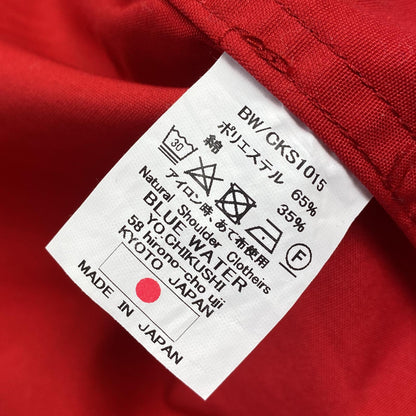 BW/CKS1015
ポリエステル 65%
綿 35%
30
F
アイロン時、あて布使用
Natural Shoulder Clotheirs
BLUE WATER
YO.CHIKUSHI
58 hirono-cho uji
KYOTO JAPAN
MADE IN JAPAN